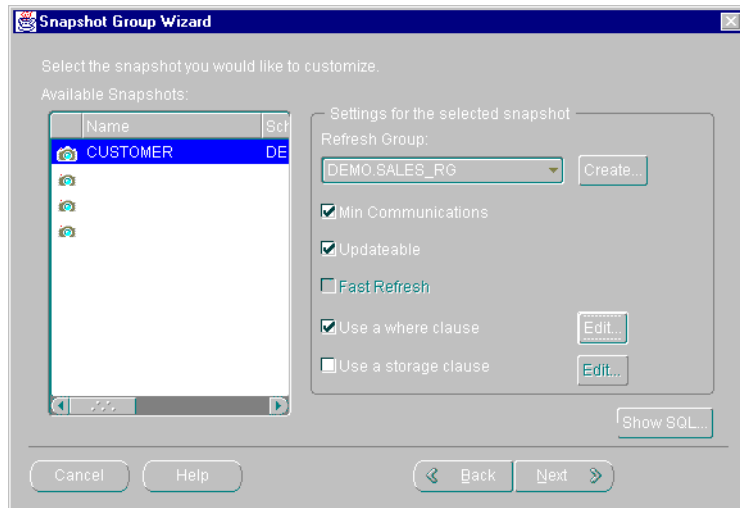 Snapshot Group Wizard
Select the snapshot you would like to customize.
Available Snapshots:
Name Sch
CUSTOMER DE
Settings for the selected snapshot
Refresh Group:
DEMO.SALES_RG Create...
Min Communications
Updateable
Fast Refresh
Use a where clause Edit...
Use a storage clause Edit...
Show SQL...
Cancel Help Back Next